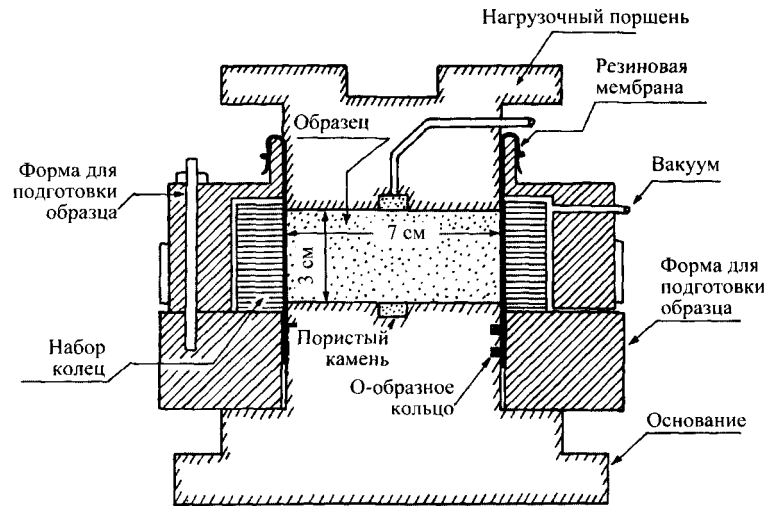 Нагрузочный поршень
Резиновая
мембрана
Образец
Форма для
подготовки
образца
Вакуум
7 см
3 см
Форма для
подготовки
образца
Набор
колец
Пористый
камень
О-образное
кольцо
Основание